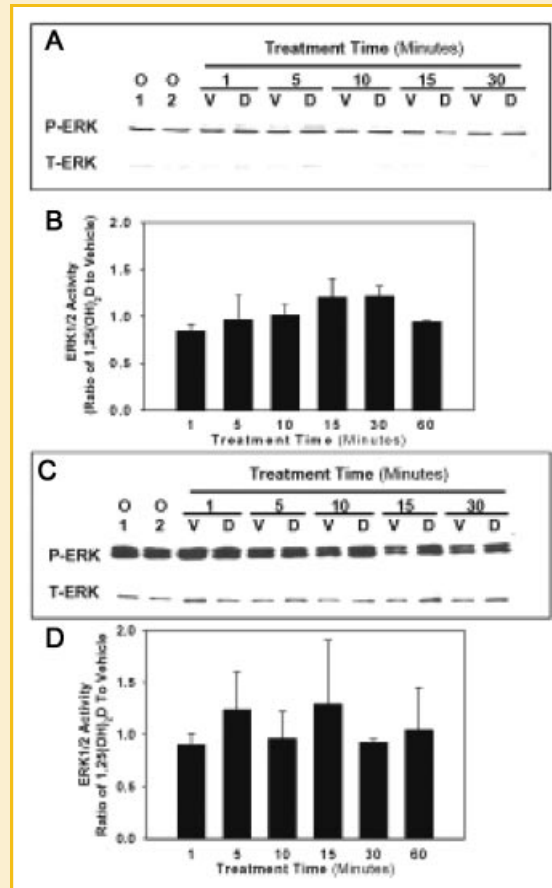 A
Treatment Time (Minutes)
O O 1 5 10 15 30
1 2 V D V D V D V D V D
P-ERK
T-ERK
B
ERK1/2 Activity
(Ratio of 1,25(OH)₂D to Vehicle)
2.0
1.5
1.0
0.5
0.0
1 5 10 15 30 60
Treatment Time (Minutes)
C
Treatment Time (Minutes)
O O 1 5 10 15 30
1 2 V D V D V D V D V D
P-ERK
T-ERK
D
ERK1/2 Activity
Ratio of 1,25(OH)₂D To Vehicle
2.0
1.5
1.0
0.5
0.0
1 5 10 15 30 60
Treatment Time (Minutes)